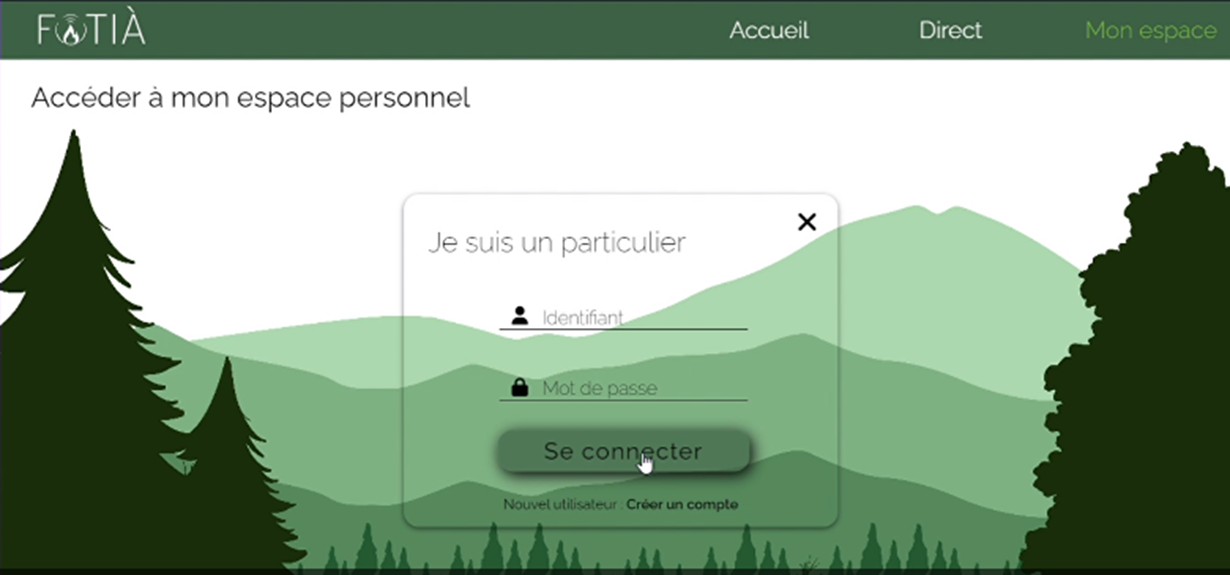 FOTIÀ
Accueil
Direct
Mon espace
Accéder à mon espace personnel
Je suis un particulier
Identifiant
Mot de passe
Se connecter
Nouvel utilisateur : Créer un compte